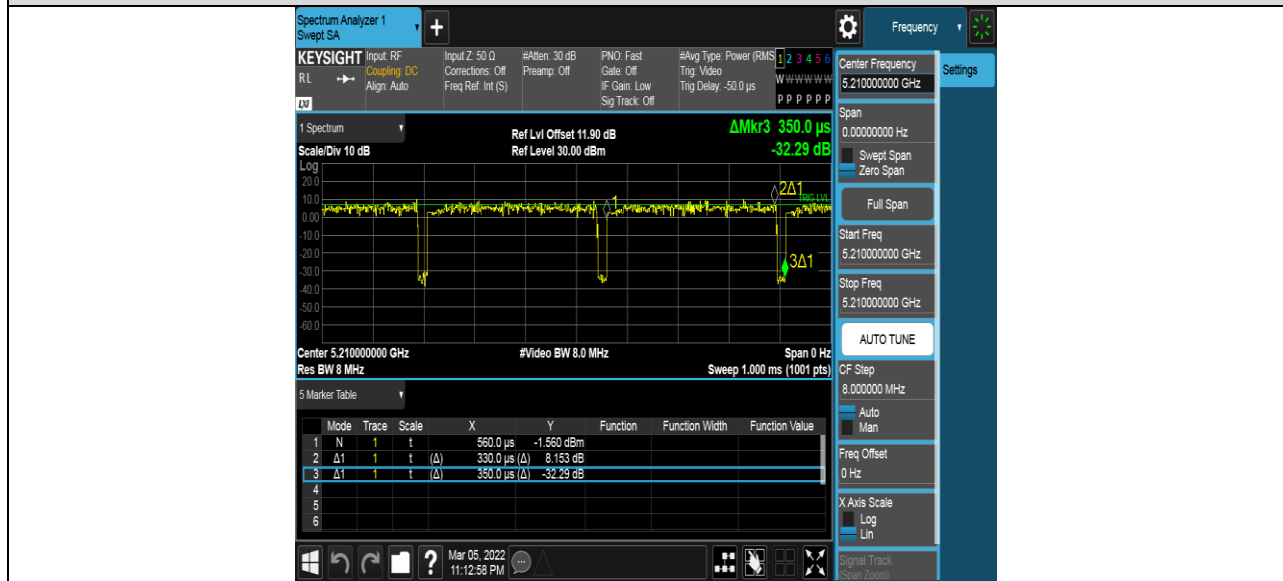 Spectrum Analyzer 1
Swept SA
+
Frequency
KEYSIGHT
RL
LXI
Input: RF
Coupling: DC
Align: Auto
Input Z: 50 Ω
Corrections: Off
Freq Ref: Int (S)
#Atten: 30 dB
Preamp: Off
PNO: Fast
Gate: Off
IF Gain: Low
Sig Track: Off
#Avg Type: Power (RMS
Trig: Video
Trig Delay: -50.0 µs
1 2 3 4 5 6
W W W W W W
P P P P P P
1 Spectrum
Scale/Div 10 dB
Ref Lvl Offset 11.90 dB
Ref Level 30.00 dBm
ΔMkr3 350.0 µs
-32.29 dB
Log
20.0
10.0
0.00
-10.0
-20.0
-30.0
-40.0
-50.0
-60.0
1
2Δ1
TRIG LVL
3Δ1
Center 5.210000000 GHz
#Video BW 8.0 MHz
Span 0 Hz
Res BW 8 MHz
Sweep 1.000 ms (1001 pts)
5 Marker Table
Mode Trace Scale X Y Function Function Width Function Value
1 N 1 t 560.0 µs -1.560 dBm
2 Δ1 1 t (Δ) 330.0 µs (Δ) 8.153 dB
3 Δ1 1 t (Δ) 350.0 µs (Δ) -32.29 dB
4
5
6
?
Mar 05, 2022
11:12:58 PM
Center Frequency
5.210000000 GHz
Settings
Span
0.00000000 Hz
Swept Span
Zero Span
Full Span
Start Freq
5.210000000 GHz
Stop Freq
5.210000000 GHz
AUTO TUNE
CF Step
8.000000 MHz
Auto
Man
Freq Offset
0 Hz
X Axis Scale
Log
Lin
Signal Track
(Span Zoom)